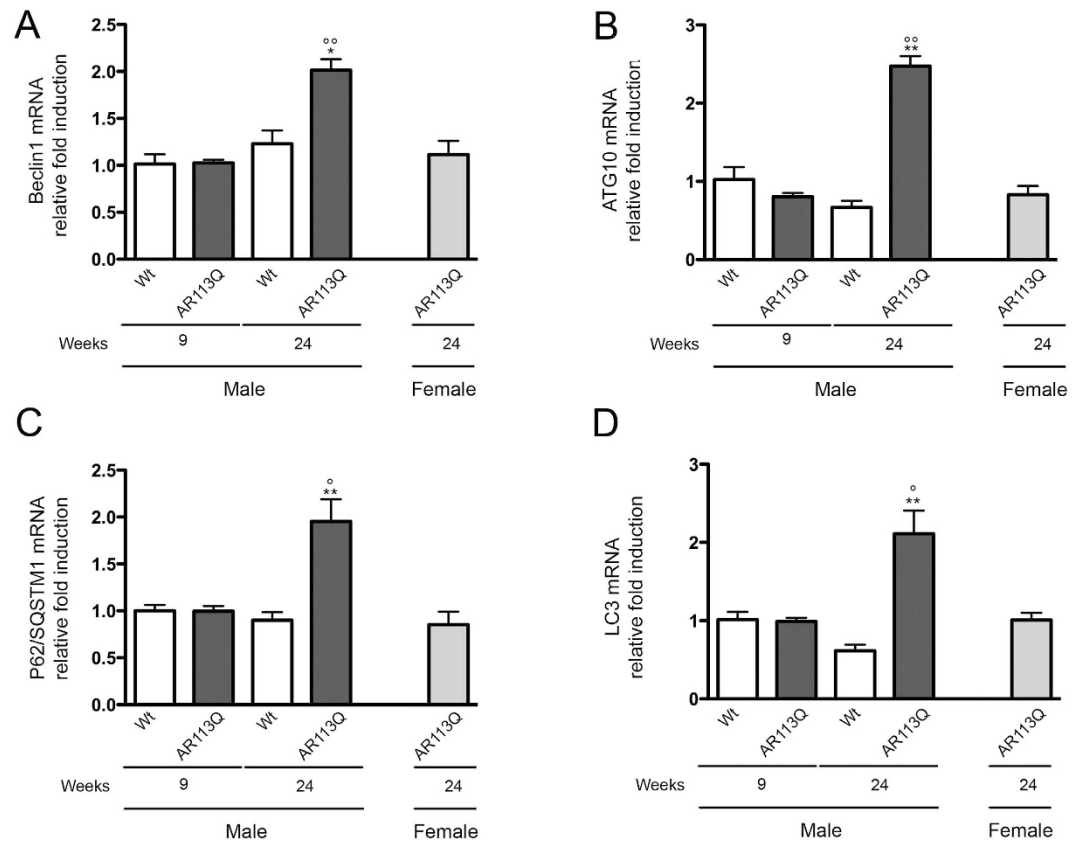 A
Beclin1 mRNA
relative fold induction
2.5
2.0
1.5
1.0
0.5
0.0
°°
*
Wt
AR113Q
Wt
AR113Q
AR113Q
Weeks
9
24
24
Male
Female
B
ATG10 mRNA
relative fold induction
3
2
1
0
°°
**
Wt
AR113Q
Wt
AR113Q
AR113Q
Weeks
9
24
24
Male
Female
C
P62/SQSTM1 mRNA
relative fold induction
2.5
2.0
1.5
1.0
0.5
0.0
°
**
Wt
AR113Q
Wt
AR113Q
AR113Q
Weeks
9
24
24
Male
Female
D
LC3 mRNA
relative fold induction
3
2
1
0
°
**
Wt
AR113Q
Wt
AR113Q
AR113Q
Weeks
9
24
24
Male
Female